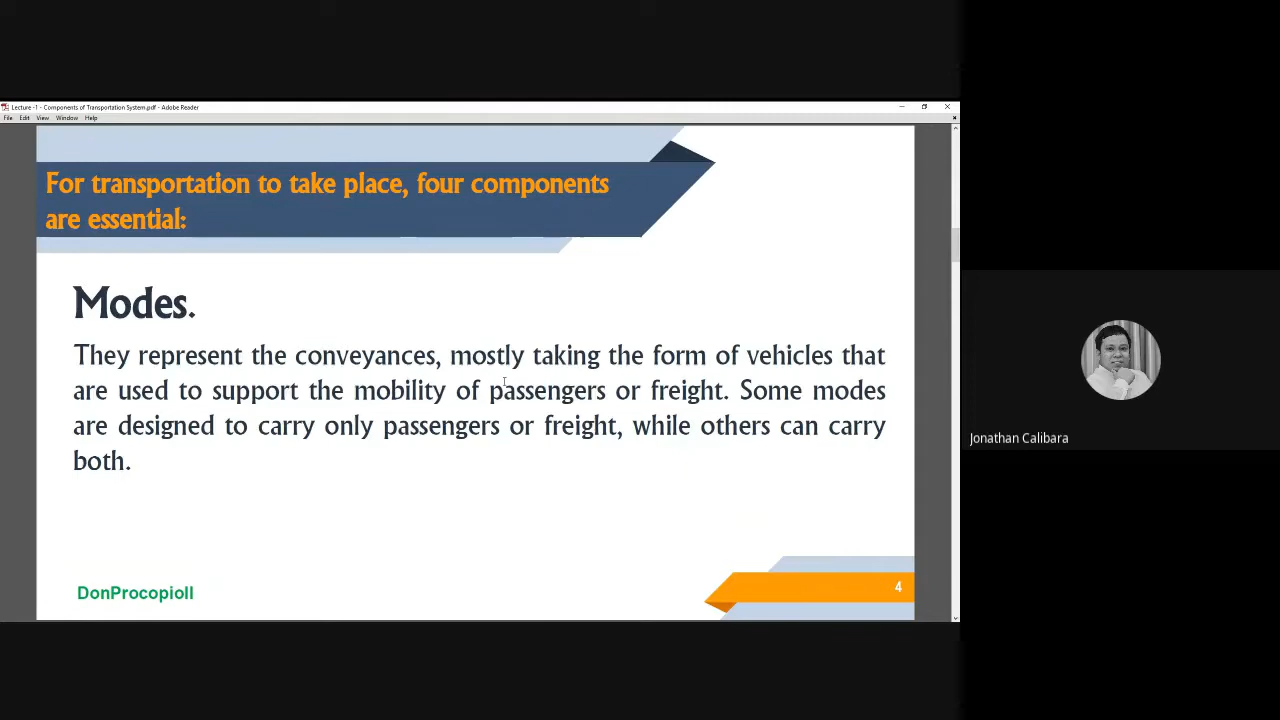 Lecture -1 - Components of Transportation System.pdf - Adobe Reader
File Edit View Window Help
For transportation to take place, four components
are essential:
Modes.
They represent the conveyances, mostly taking the form of vehicles that
are used to support the mobility of passengers or freight. Some modes
are designed to carry only passengers or freight, while others can carry
both.
DonProcopioII
4
Jonathan Calibara